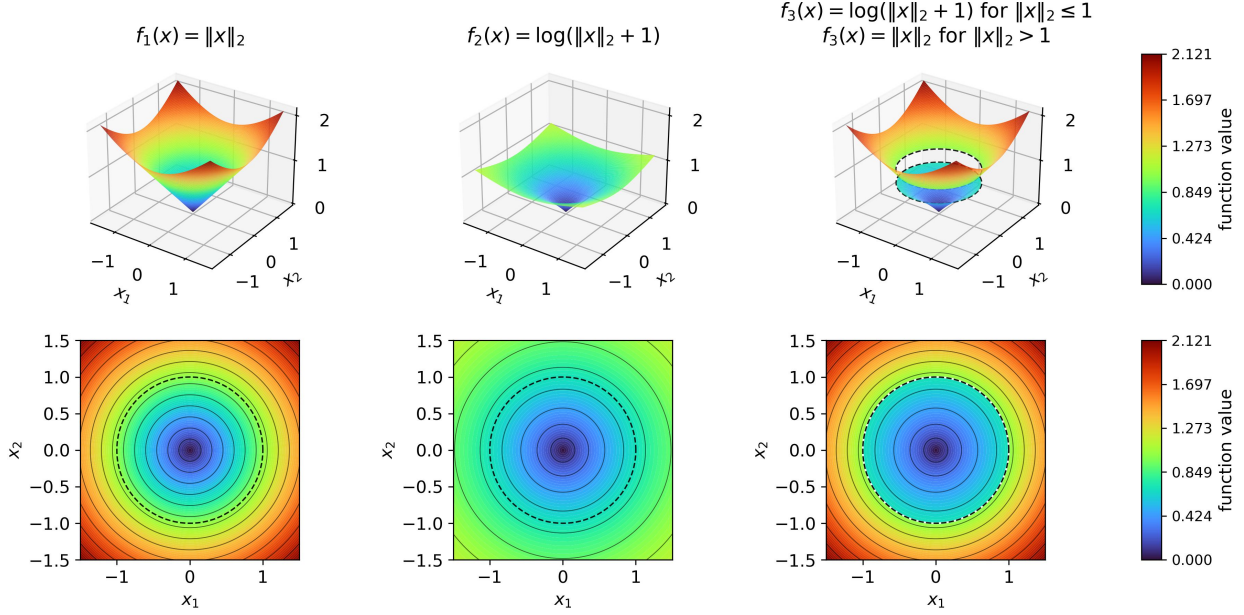 f₁(x) = ‖x‖₂
f₂(x) = log(‖x‖₂ + 1)
f₃(x) = log(‖x‖₂ + 1) for ‖x‖₂ ≤ 1
f₃(x) = ‖x‖₂ for ‖x‖₂ > 1
2
1
0
−1
0
1
x₁
−1
0
1
x₂
2
1
0
−1
0
1
x₁
−1
0
1
x₂
2
1
0
−1
0
1
x₁
−1
0
1
x₂
2.121
1.697
1.273
0.849
0.424
0.000
function value
1.5
1.0
0.5
0.0
−0.5
−1.0
−1.5
x₂
−1 0 1
x₁
1.5
1.0
0.5
0.0
−0.5
−1.0
−1.5
x₂
−1 0 1
x₁
1.5
1.0
0.5
0.0
−0.5
−1.0
−1.5
x₂
−1 0 1
x₁
2.121
1.697
1.273
0.849
0.424
0.000
function value